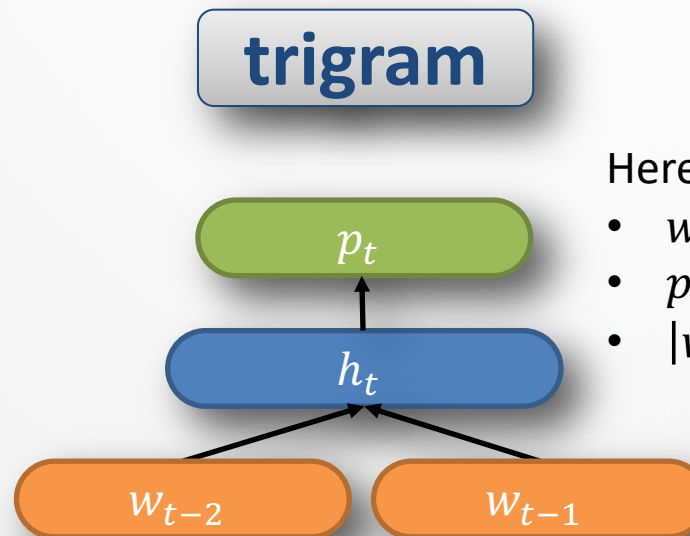 trigram
Here
p_t
• w
• p
h_t
• |
w_{t-2} w_{t-1}